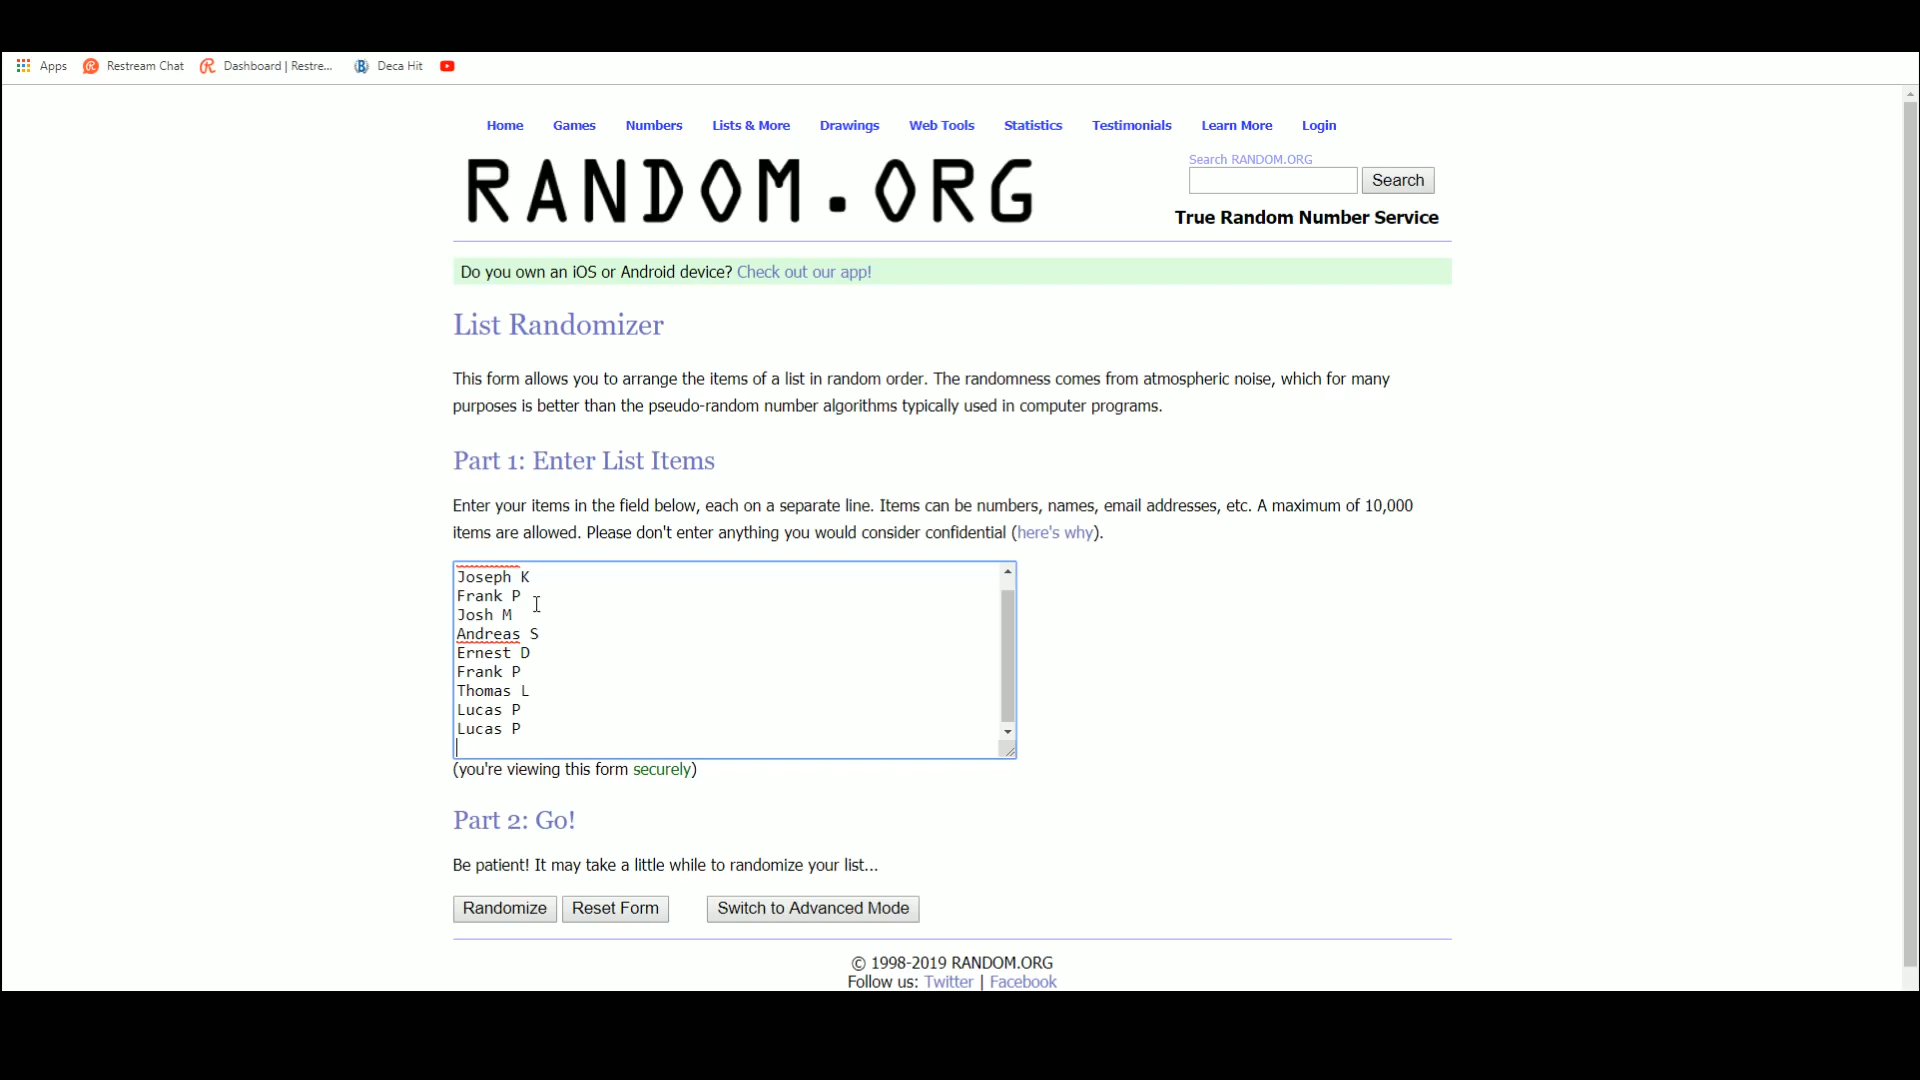 Apps Restream Chat Dashboard | Restre... Deca Hit
Home Games Numbers Lists & More Drawings Web Tools Statistics Testimonials Learn More Login
RANDOM.ORG
Search RANDOM.ORG
Search
True Random Number Service
Do you own an iOS or Android device? Check out our app!
List Randomizer
This form allows you to arrange the items of a list in random order. The randomness comes from atmospheric noise, which for many
purposes is better than the pseudo-random number algorithms typically used in computer programs.
Part 1: Enter List Items
Enter your items in the field below, each on a separate line. Items can be numbers, names, email addresses, etc. A maximum of 10,000
items are allowed. Please don't enter anything you would consider confidential (here's why).
Joseph K
Frank P
Josh M
Andreas S
Ernest D
Frank P
Thomas L
Lucas P
Lucas P
(you're viewing this form securely)
Part 2: Go!
Be patient! It may take a little while to randomize your list...
Randomize Reset Form Switch to Advanced Mode
© 1998-2019 RANDOM.ORG
Follow us: Twitter | Facebook